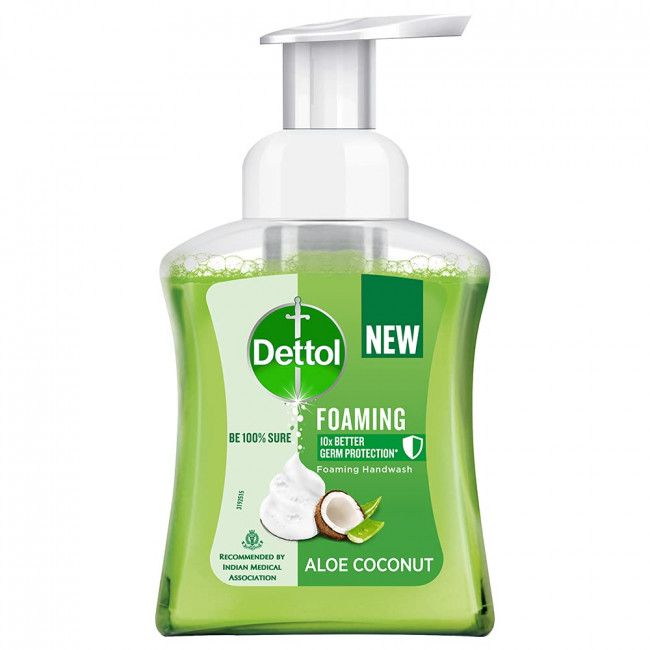 Dettol
NEW
BE 100% SURE
FOAMING
10x BETTER
GERM PROTECTION*
Foaming Handwash
3192515
RECOMMENDED BY
INDIAN MEDICAL
ASSOCIATION
ALOE COCONUT